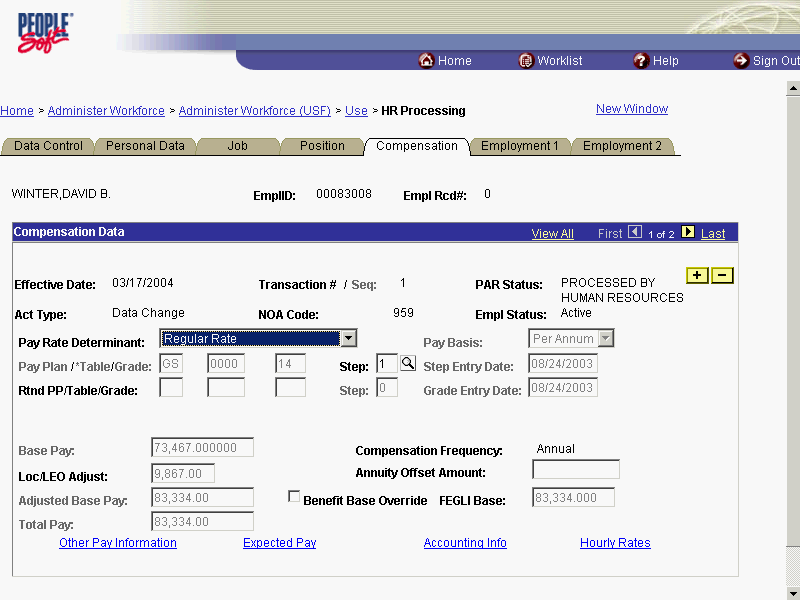 PEOPLE
Soft
Home Worklist Help Sign Out
Home > Administer Workforce > Administer Workforce (USF) > Use > HR Processing New Window
Data Control Personal Data Job Position Compensation Employment 1 Employment 2
WINTER,DAVID B. EmplID: 00083008 Empl Rcd#: 0
Compensation Data View All First 1 of 2 Last
Effective Date: 03/17/2004 Transaction # / Seq: 1 PAR Status: PROCESSED BY
HUMAN RESOURCES
Act Type: Data Change NOA Code: 959 Empl Status: Active
Pay Rate Determinant: Regular Rate Pay Basis: Per Annum
Pay Plan /*Table/Grade: GS 0000 14 Step: 1 Step Entry Date: 08/24/2003
Rtnd PP/Table/Grade: Step: 0 Grade Entry Date: 08/24/2003
Base Pay: 73,467.000000 Compensation Frequency: Annual
Loc/LEO Adjust: 9,867.00 Annuity Offset Amount:
Adjusted Base Pay: 83,334.00 Benefit Base Override FEGLI Base: 83,334.000
Total Pay: 83,334.00
Other Pay Information Expected Pay Accounting Info Hourly Rates